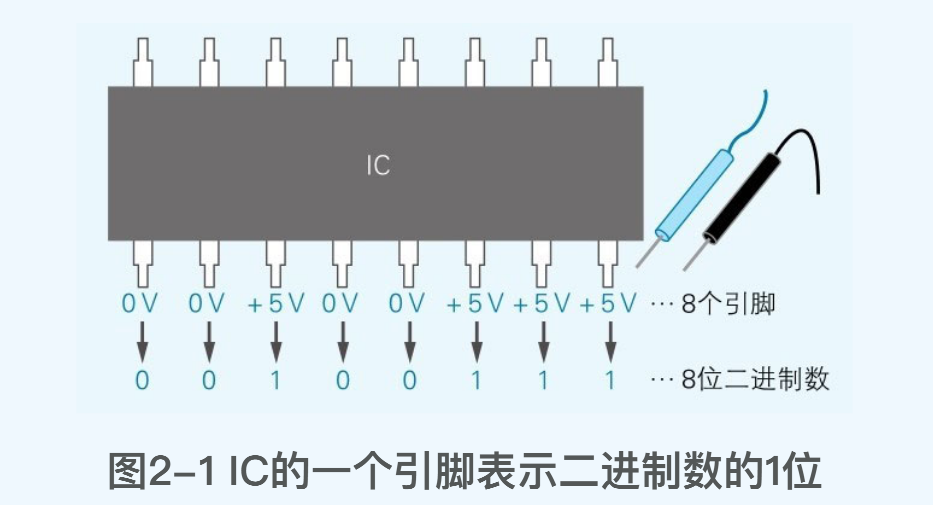 IC
0V 0V +5V 0V 0V +5V +5V +5V … 8个引脚
0 0 1 0 0 1 1 1 … 8位二进制数
图2-1 IC的一个引脚表示二进制数的1位